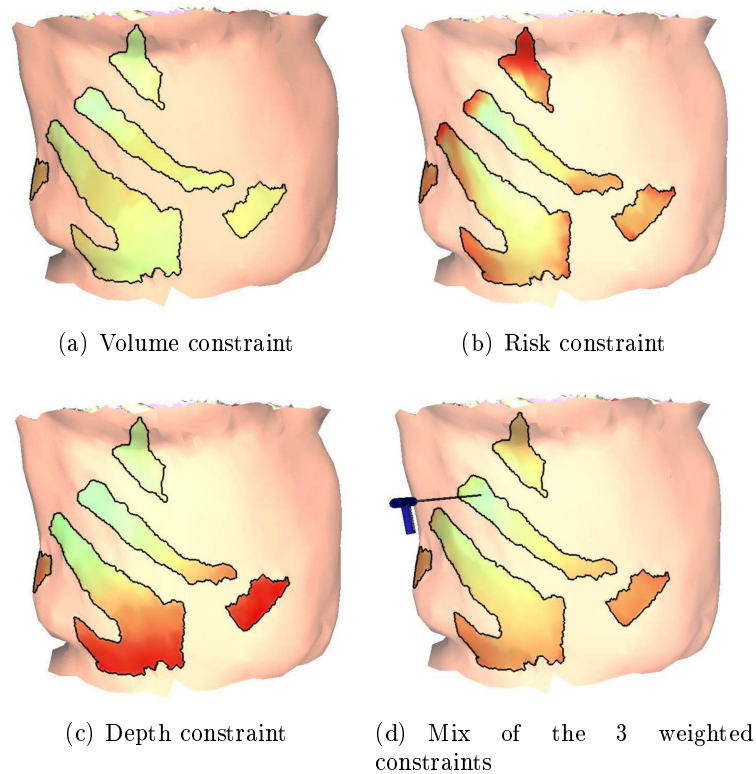 (a) Volume constraint
(b) Risk constraint
(c) Depth constraint
(d) Mix of the 3 weighted
constraints